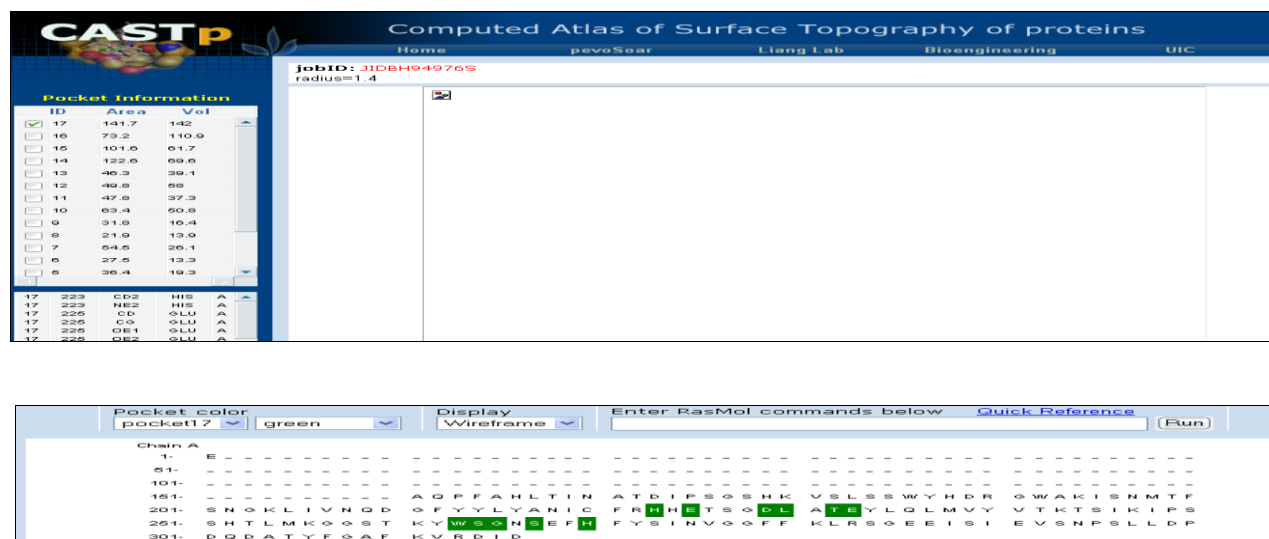 CASTp
Computed Atlas of Surface Topography of proteins
Home pevoSoar Liang Lab Bioengineering UIC
jobID: JIDBH94976S
radius=1.4
Pocket Information
ID Area Vol
17 141.7 142
16 73.2 110.9
15 101.6 61.7
14 122.5 69.6
13 46.3 39.1
12 49.8 58
11 47.8 37.3
10 63.4 50.8
9 31.8 16.4
8 21.9 13.9
7 54.5 26.1
6 27.5 13.3
5 36.4 19.3
17 223 CD2 HIS A
17 223 NE2 HIS A
17 225 CD GLU A
17 225 CG GLU A
17 225 OE1 GLU A
17 225 OE2 GLU A
Pocket color Display Enter RasMol commands below Quick Reference
pocket17 green Wireframe Run
Chain A
1- E _ _ _ _ _ _ _ _ _ _ _ _ _ _ _ _ _ _ _ _ _ _ _ _ _ _ _ _ _ _ _ _ _ _ _ _ _ _ _ _ _ _ _ _ _ _ _ _ _
51- _ _ _ _ _ _ _ _ _ _ _ _ _ _ _ _ _ _ _ _ _ _ _ _ _ _ _ _ _ _ _ _ _ _ _ _ _ _ _ _ _ _ _ _ _ _ _ _ _ _
101- _ _ _ _ _ _ _ _ _ _ _ _ _ _ _ _ _ _ _ _ _ _ _ _ _ _ _ _ _ _ _ _ _ _ _ _ _ _ _ _ _ _ _ _ _ _ _ _ _ _
151- _ _ _ _ _ _ _ _ _ _ A Q P F A H L T I N A T D I P S G S H K V S L S S W Y H D R G W A K I S N M T F
201- S N G K L I V N Q D G F Y Y L Y A N I C F R H H E T S G D L A T E Y L Q L M V Y V T K T S I K I P S
251- S H T L M K G G S T K Y W S G N S E F H F Y S I N V G G F F K L R S G E E I S I E V S N P S L L D P
301- D Q D A T Y F G A F K V R D I D